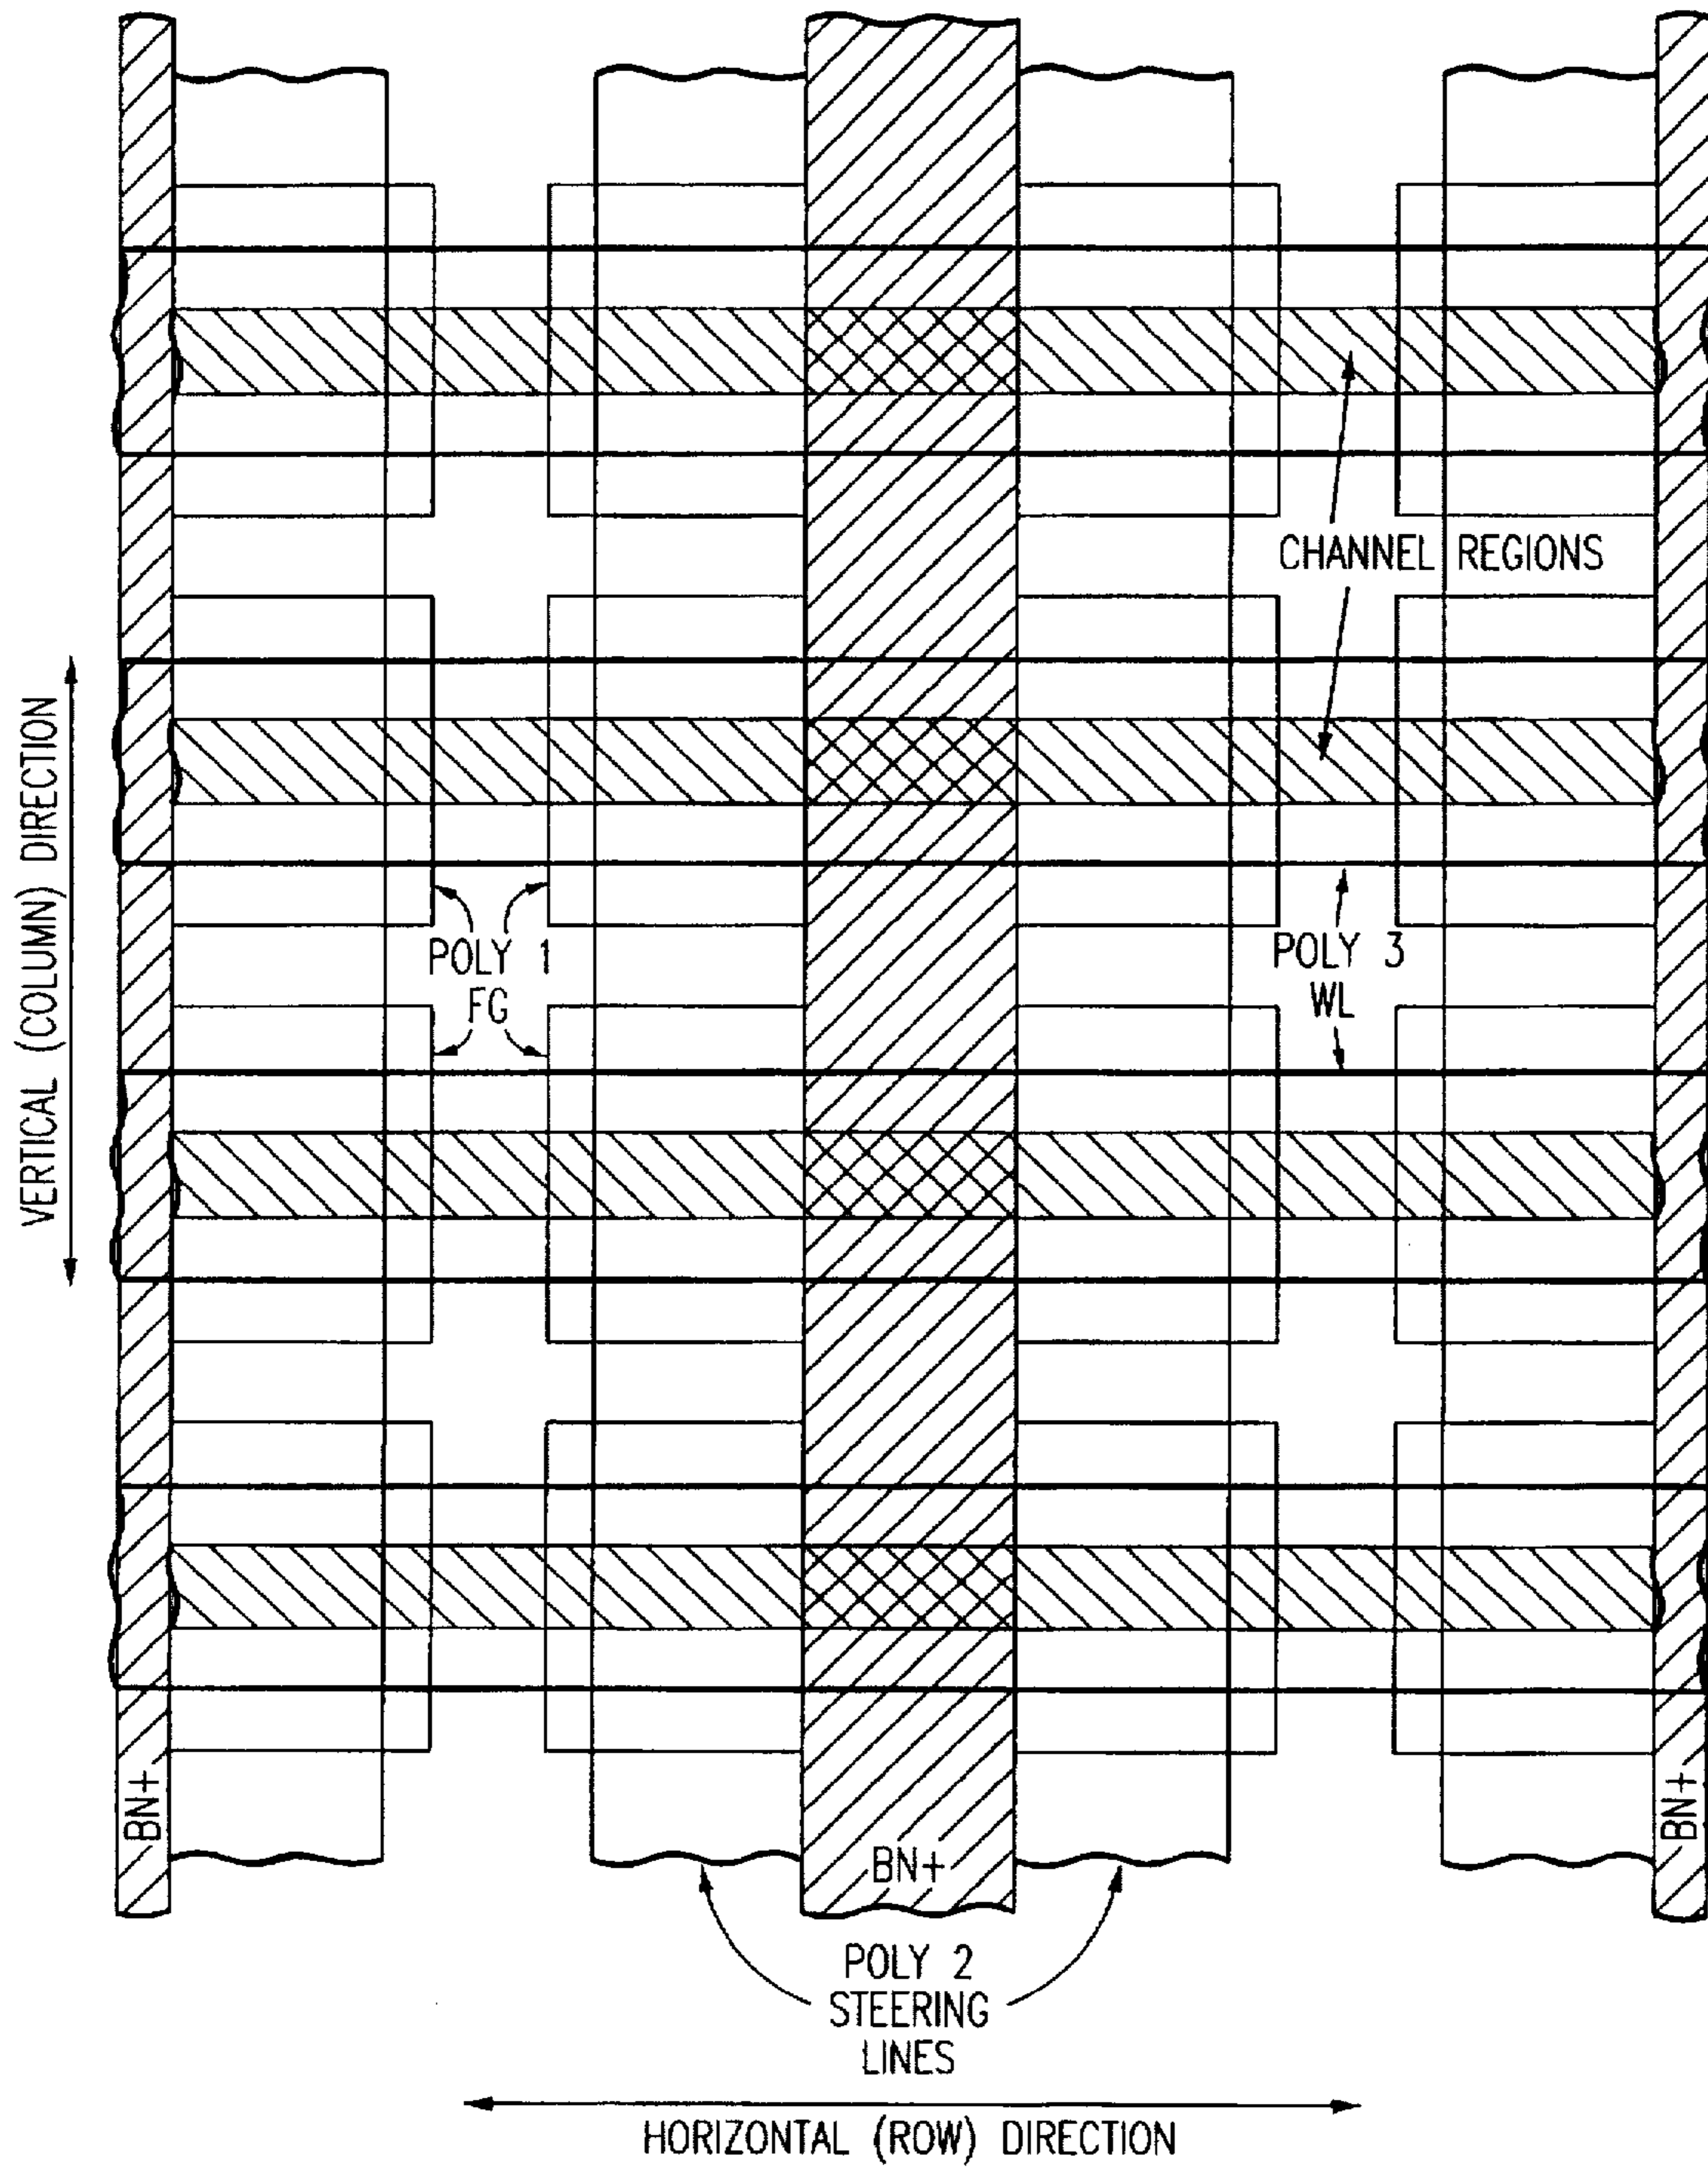 CHANNEL REGIONS
VERTICAL (COLUMN) DIRECTION
POLY 1
FG
POLY 3
WL
BN+
BN+
BN+
POLY 2
STEERING
LINES
HORIZONTAL (ROW) DIRECTION